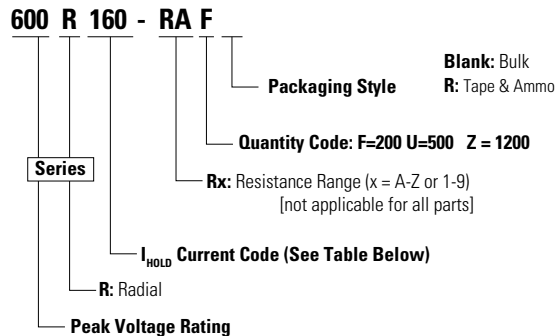 600 R 160 - RA F
Blank: Bulk
Packaging Style
R: Tape & Ammo
Quantity Code: F=200 U=500 Z = 1200
Series
Rx: Resistance Range (x = A-Z or 1-9)
[not applicable for all parts]
IHOLD Current Code (See Table Below)
R: Radial
Peak Voltage Rating